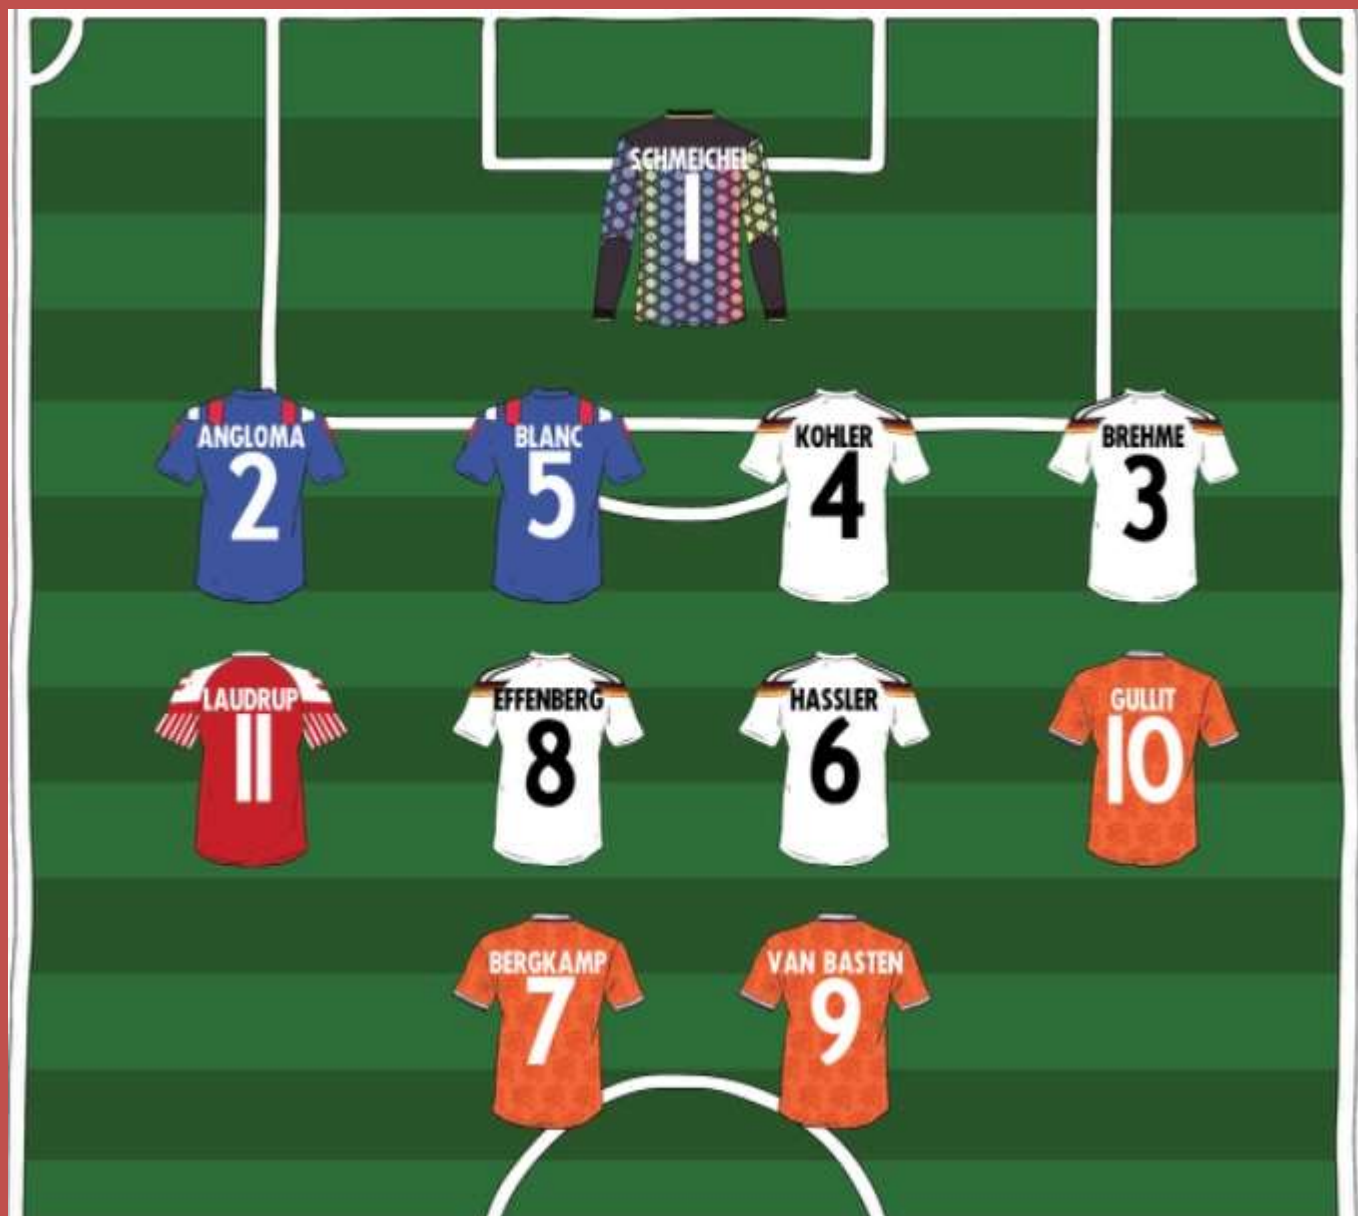 SCHMEICHEL
1
ANGLOMA
2
BLANC
5
KOHLER
4
BREHME
3
LAUDRUP
11
EFFENBERG
8
HASSLER
6
GULLIT
10
BERGKAMP
7
VAN BASTEN
9